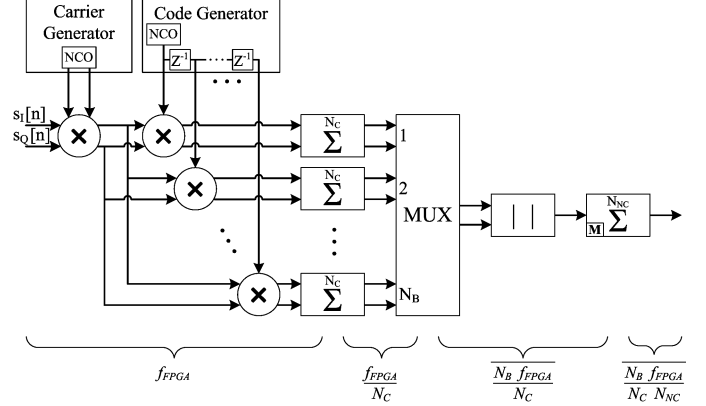 Carrier
Generator
NCO
Code Generator
NCO
Z⁻¹ ...... Z⁻¹
...
s_I[n]
s_Q[n]
×
×
N_C
∑
1
×
N_C
∑
2
MUX
| |
N_NC
M ∑
×
N_C
∑
N_B
f_FPGA
f_FPGA
N_C
N_B f_FPGA
N_C
N_B f_FPGA
N_C N_NC